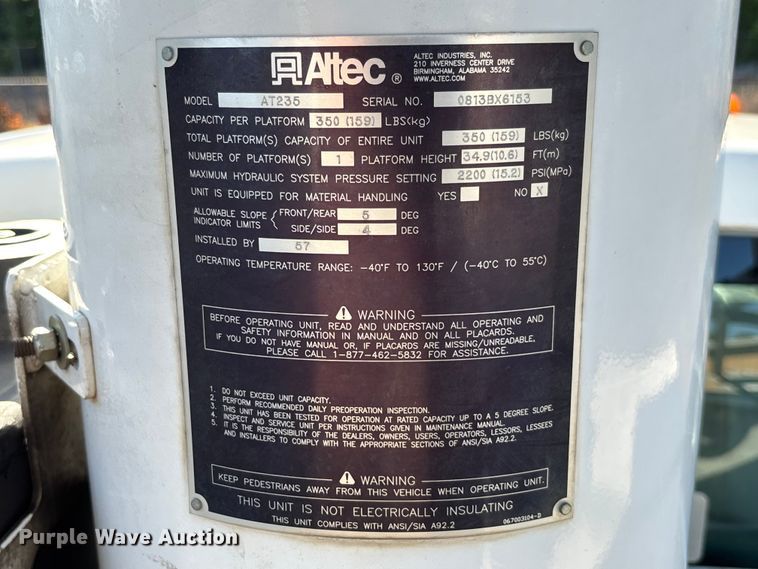 Altec ®
ALTEC INDUSTRIES, INC.
210 INVERNESS CENTER DRIVE
BIRMINGHAM, ALABAMA 35242
WWW.ALTEC.COM
MODEL AT235 SERIAL NO. 0813BX6153
CAPACITY PER PLATFORM 350 (159) LBS(kg)
TOTAL PLATFORM(S) CAPACITY OF ENTIRE UNIT 350 (159) LBS(kg)
NUMBER OF PLATFORM(S) 1 PLATFORM HEIGHT 34.9(10.6) FT(m)
MAXIMUM HYDRAULIC SYSTEM PRESSURE SETTING 2200 (15.2) PSI(MPa)
UNIT IS EQUIPPED FOR MATERIAL HANDLING YES NO X
ALLOWABLE SLOPE INDICATOR LIMITS { FRONT/REAR 5 DEG
SIDE/SIDE 4 DEG
INSTALLED BY 57
OPERATING TEMPERATURE RANGE: -40°F TO 130°F / (-40°C TO 55°C)
⚠ WARNING
BEFORE OPERATING UNIT, READ AND UNDERSTAND ALL OPERATING AND
SAFETY INFORMATION IN MANUAL AND ON ALL PLACARDS.
IF YOU DO NOT HAVE MANUAL OR, IF PLACARDS ARE MISSING/UNREADABLE,
PLEASE CALL 1-877-462-5832 FOR ASSISTANCE.
1. DO NOT EXCEED UNIT CAPACITY.
2. PERFORM RECOMMENDED DAILY PREOPERATION INSPECTION.
3. THIS UNIT HAS BEEN TESTED FOR OPERATION AT RATED CAPACITY UP TO A 5 DEGREE SLOPE.
4. INSPECT AND SERVICE UNIT PER INSTRUCTIONS GIVEN IN MAINTENANCE MANUAL.
5. IT IS THE RESPONSIBILITY OF THE DEALERS, OWNERS, USERS, OPERATORS, LESSORS, LESSEES
AND INSTALLERS TO COMPLY WITH THE APPROPRIATE SECTIONS OF ANSI/SIA A92.2.
⚠ WARNING
KEEP PEDESTRIANS AWAY FROM THIS VEHICLE WHEN OPERATING UNIT.
THIS UNIT IS NOT ELECTRICALLY INSULATING
THIS UNIT COMPLIES WITH ANSI/SIA A92.2
067003104-D
Purple Wave Auction